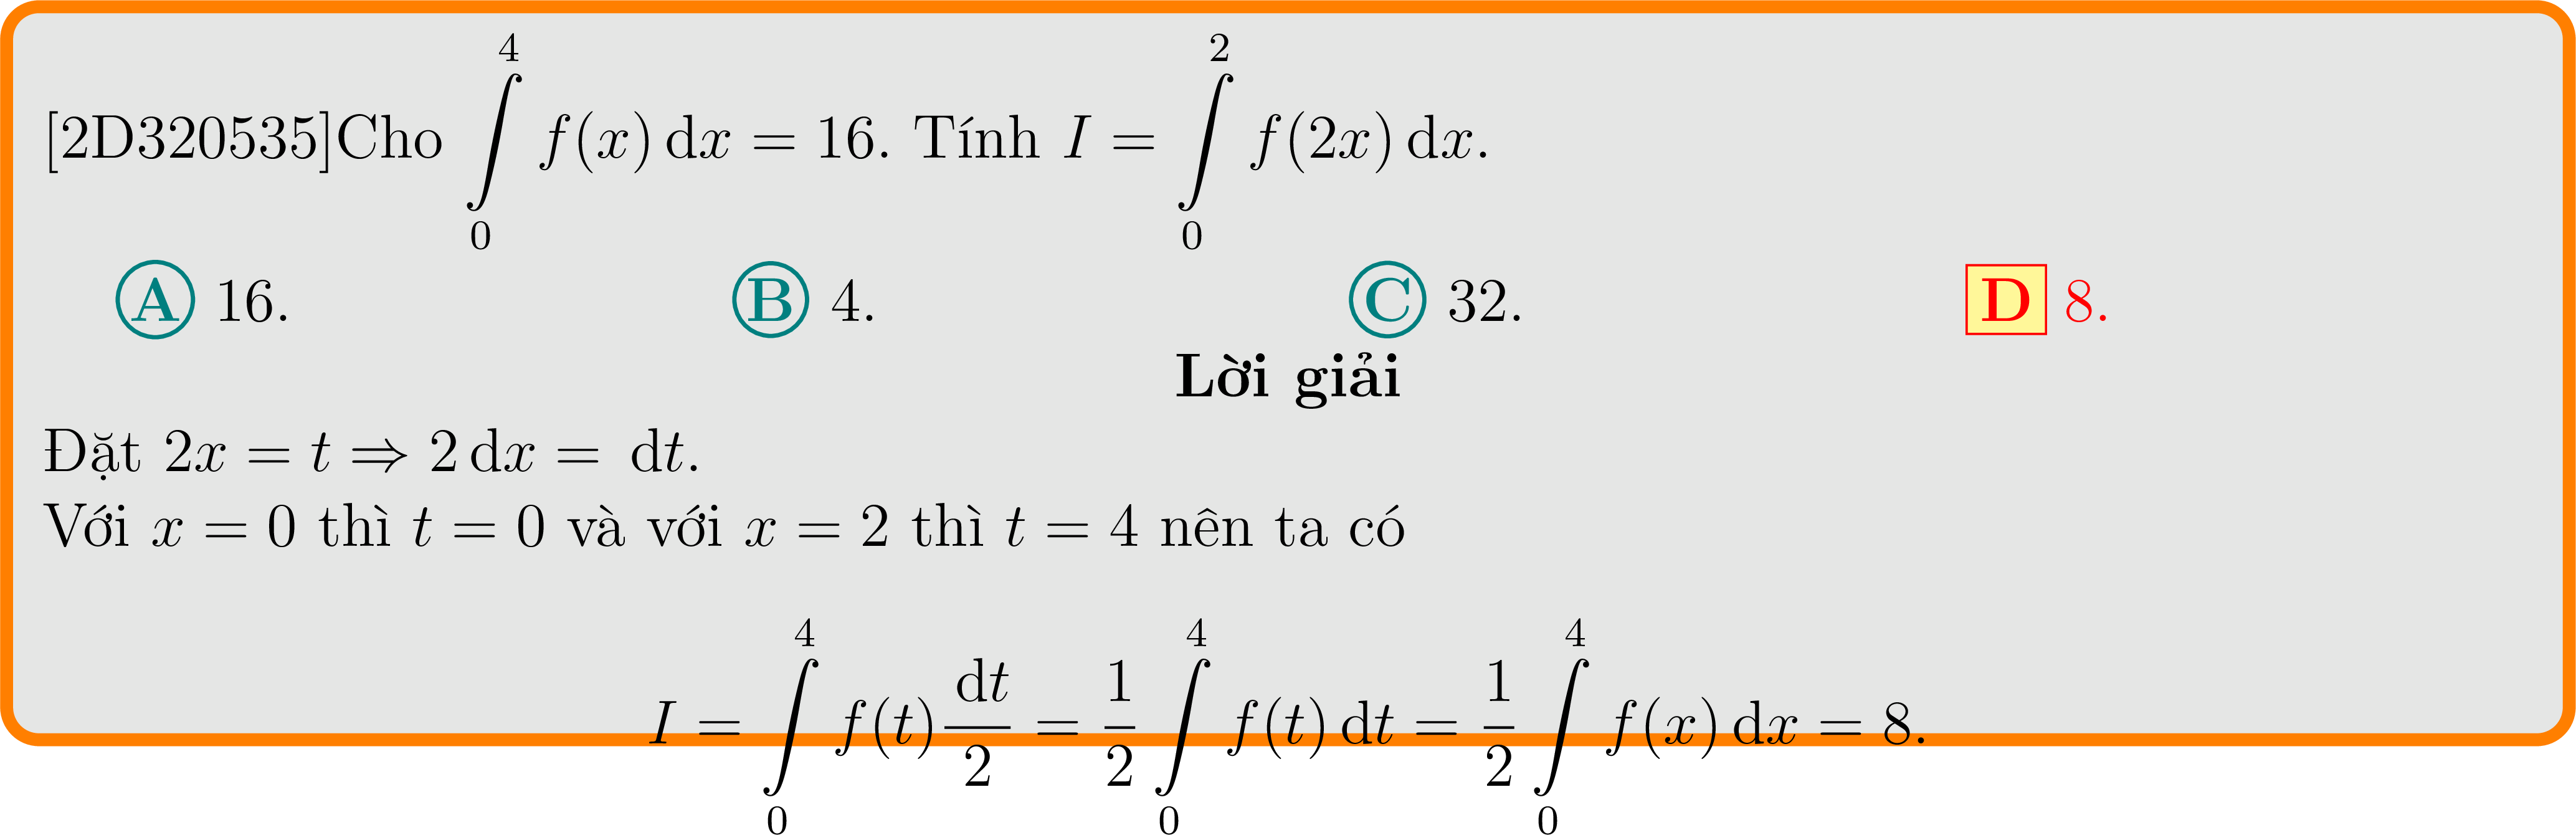 [2D320535]Cho $\int\limits_0^4 f(x)\,\mathrm{d}x = 16$. Tính $I = \int\limits_0^2 f(2x)\,\mathrm{d}x$.
A 16. B 4. C 32. D 8.
Lời giải
Đặt $2x = t \Rightarrow 2\,\mathrm{d}x = \mathrm{d}t$.
Với $x = 0$ thì $t = 0$ và với $x = 2$ thì $t = 4$ nên ta có
$I = \int\limits_0^4 f(t)\frac{\mathrm{d}t}{2} = \frac{1}{2}\int\limits_0^4 f(t)\,\mathrm{d}t = \frac{1}{2}\int\limits_0^4 f(x)\,\mathrm{d}x = 8.$